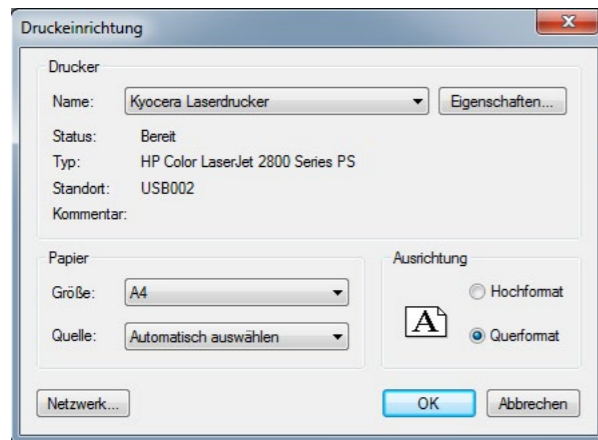 Druckeinrichtung
Drucker
Name: Kyocera Laserdrucker Eigenschaften...
Status: Bereit
Typ: HP Color LaserJet 2800 Series PS
Standort: USB002
Kommentar:
Papier
Größe: A4
Quelle: Automatisch auswählen
Ausrichtung
A
Hochformat
Querformat
Netzwerk... OK Abbrechen